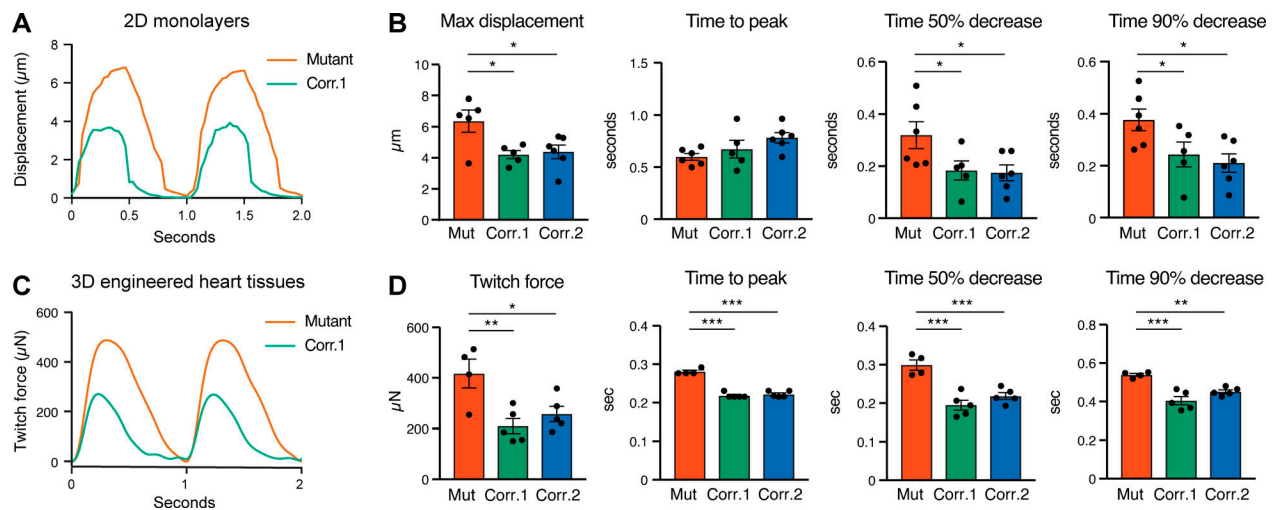 A
2D monolayers
Displacement (µm)
8
6
4
2
0
0
0.5
1.0
1.5
2.0
Seconds
Mutant
Corr.1
B
Max displacement
*
*
µm
10
8
6
4
2
0
Mut Corr.1 Corr.2
Time to peak
seconds
1.5
1.0
0.5
0
Mut Corr.1 Corr.2
Time 50% decrease
*
*
seconds
0.6
0.4
0.2
0
Mut Corr.1 Corr.2
Time 90% decrease
*
*
seconds
0.6
0.4
0.2
0
Mut Corr.1 Corr.2
C
3D engineered heart tissues
Twitch force (µN)
600
400
200
0
0
1
2
Seconds
Mutant
Corr.1
D
Twitch force
*
**
µN
600
400
200
0
Mut Corr.1 Corr.2
Time to peak
***
***
sec
0.4
0.3
0.2
0.1
0
Mut Corr.1 Corr.2
Time 50% decrease
***
***
sec
0.4
0.3
0.2
0.1
0
Mut Corr.1 Corr.2
Time 90% decrease
**
***
sec
0.8
0.6
0.4
0.2
0
Mut Corr.1 Corr.2